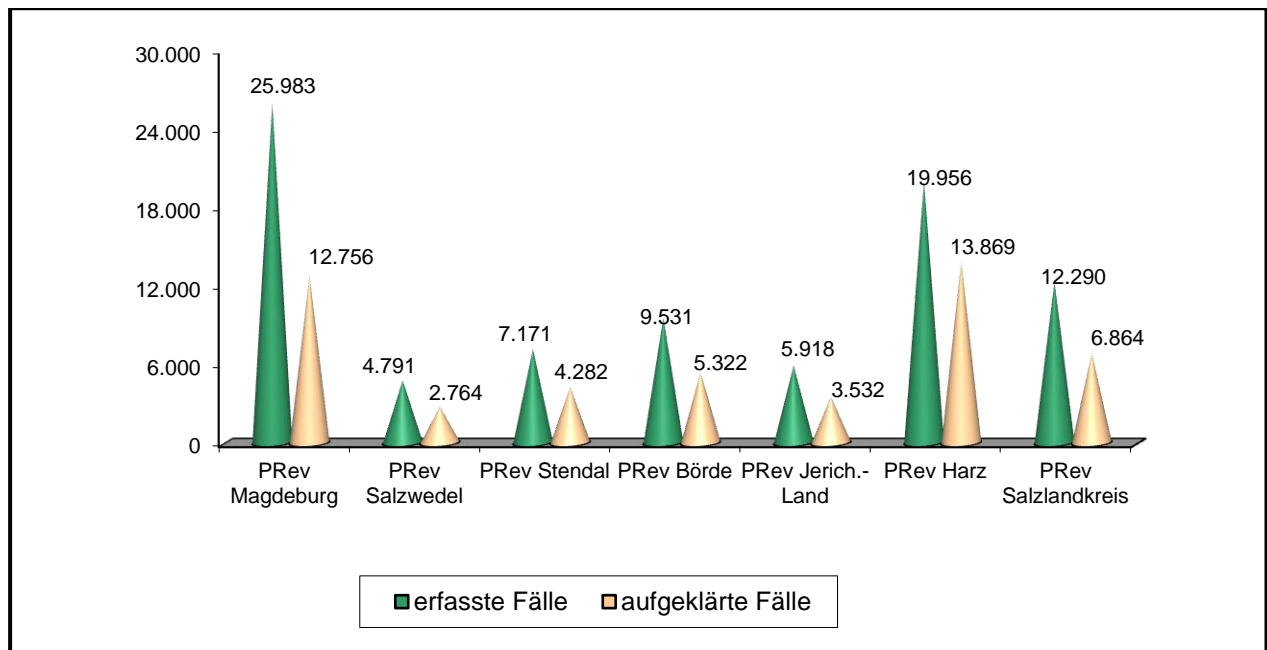 30.000
24.000
18.000
12.000
6.000
0
25.983
12.756
4.791
2.764
7.171
4.282
9.531
5.322
5.918
3.532
19.956
13.869
12.290
6.864
PRev
Magdeburg
PRev
Salzwedel
PRev Stendal
PRev Börde
PRev Jerich.-
Land
PRev Harz
PRev
Salzlandkreis
erfasste Fälle
aufgeklärte Fälle